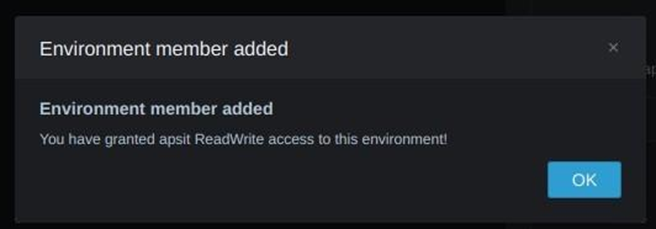 Environment member added
×
Environment member added
You have granted apsit ReadWrite access to this environment!
OK